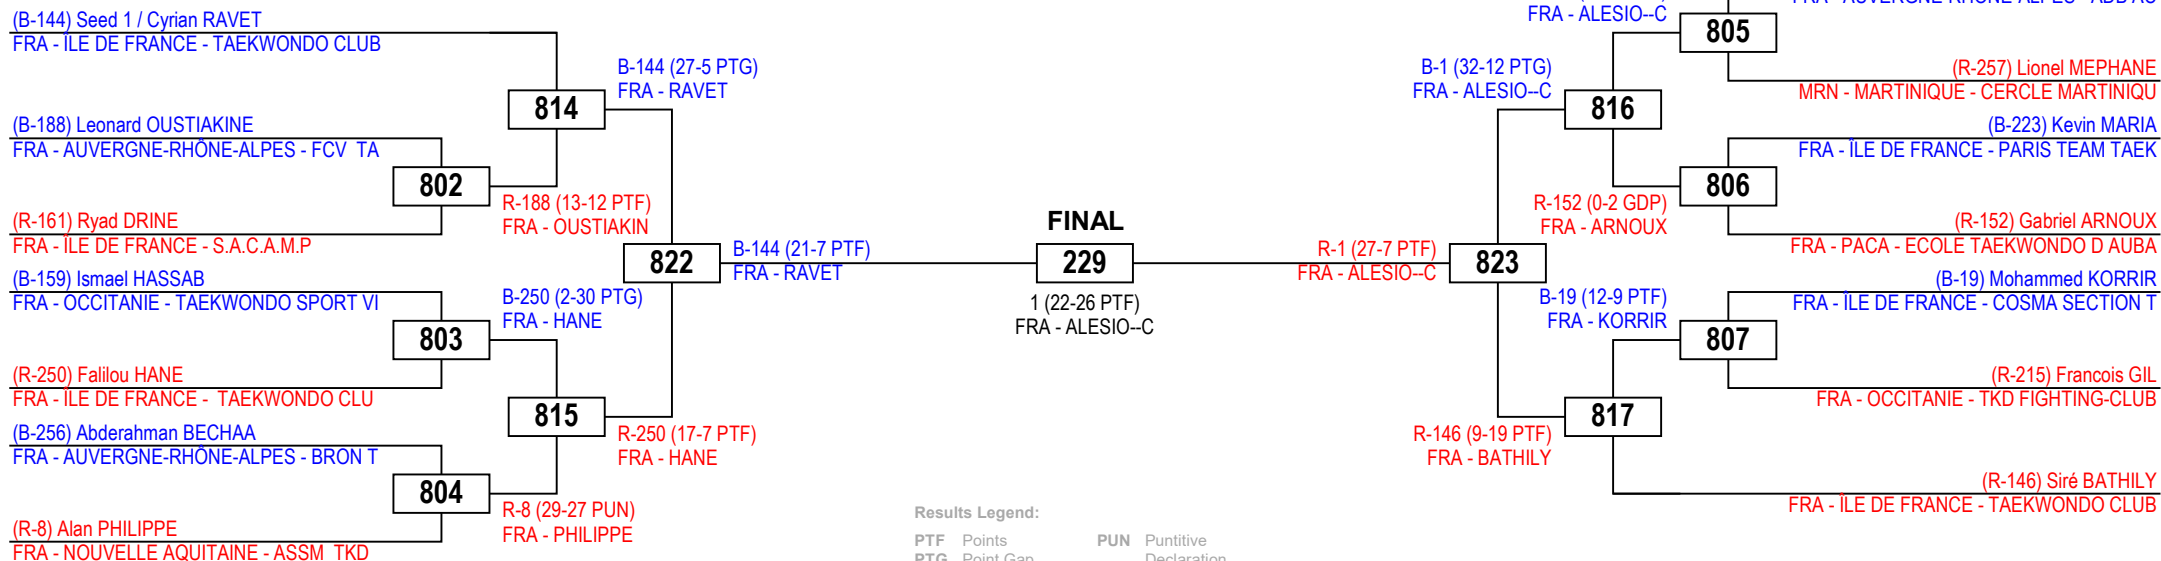 (B-144) Seed 1 / Cyrian RAVET
FRA - ÎLE DE FRANCE - TAEKWONDO CLUB
(B-188) Leonard OUSTIAKINE
FRA - AUVERGNE-RHÔNE-ALPES - FCV  TA
(R-161) Ryad DRINE
FRA - ÎLE DE FRANCE - S.A.C.A.M.P
(B-159) Ismael HASSAB
FRA - OCCITANIE - TAEKWONDO SPORT VI
(R-250) Falilou HANE
FRA - ÎLE DE FRANCE -  TAEKWONDO CLU
(B-256) Abderahman BECHAA
FRA - AUVERGNE-RHÔNE-ALPES - BRON T
(R-8) Alan PHILIPPE
FRA - NOUVELLE AQUITAINE - ASSM  TKD
802
803
804
R-188 (13-12 PTF)
FRA - OUSTIAKIN
B-250 (2-30 PTG)
FRA - HANE
R-8 (29-27 PUN)
FRA - PHILIPPE
814
815
B-144 (27-5 PTG)
FRA - RAVET
R-250 (17-7 PTF)
FRA - HANE
822
B-144 (21-7 PTF)
FRA - RAVET
FINAL
229
1 (22-26 PTF)
FRA - ALESIO--C
Results Legend:
PTF Points
PUN Puntitive
PTG Point Gap
Declaration
R-1 (27-7 PTF)
FRA - ALESIO--C
823
B-1 (32-12 PTG)
FRA - ALESIO--C
R-146 (9-19 PTF)
FRA - BATHILY
816
817
FRA - ALESIO--C
R-152 (0-2 GDP)
FRA - ARNOUX
B-19 (12-9 PTF)
FRA - KORRIR
805
806
807
(R-257) Lionel MEPHANE
MRN - MARTINIQUE - CERCLE MARTINIQU
(B-223) Kevin MARIA
FRA - ÎLE DE FRANCE - PARIS TEAM TAEK
(R-152) Gabriel ARNOUX
FRA - PACA - ECOLE TAEKWONDO D AUBA
(B-19) Mohammed KORRIR
FRA - ÎLE DE FRANCE - COSMA SECTION T
(R-215) Francois GIL
FRA - OCCITANIE - TKD FIGHTING-CLUB
(R-146) Siré BATHILY
FRA - ÎLE DE FRANCE - TAEKWONDO CLUB